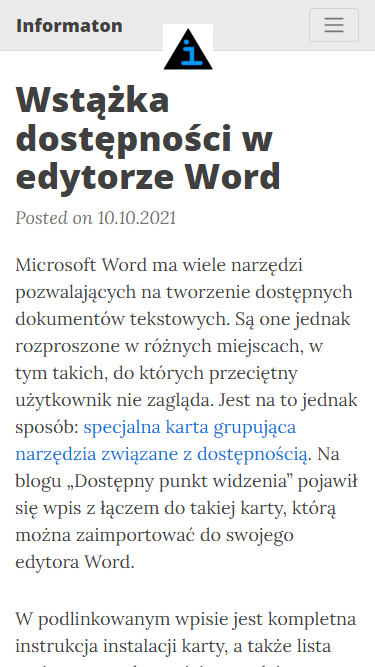 Informaton
i
Wstążka
dostępności w
edytorze Word
Posted on 10.10.2021
Microsoft Word ma wiele narzędzi
pozwalających na tworzenie dostępnych
dokumentów tekstowych. Są one jednak
rozproszone w różnych miejscach, w
tym takich, do których przeciętny
użytkownik nie zagląda. Jest na to jednak
sposób: specjalna karta grupująca
narzędzia związane z dostępnością. Na
blogu „Dostępny punkt widzenia” pojawił
się wpis z łączem do takiej karty, którą
można zaimportować do swojego
edytora Word.
W podlinkowanym wpisie jest kompletna
instrukcja instalacji karty, a także lista